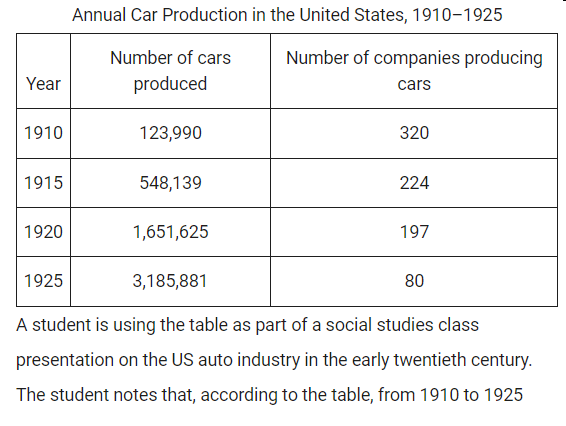 Annual Car Production in the United States, 1910–1925
Year Number of cars produced Number of companies producing cars
1910 123,990 320
1915 548,139 224
1920 1,651,625 197
1925 3,185,881 80
A student is using the table as part of a social studies class
presentation on the US auto industry in the early twentieth century.
The student notes that, according to the table, from 1910 to 1925